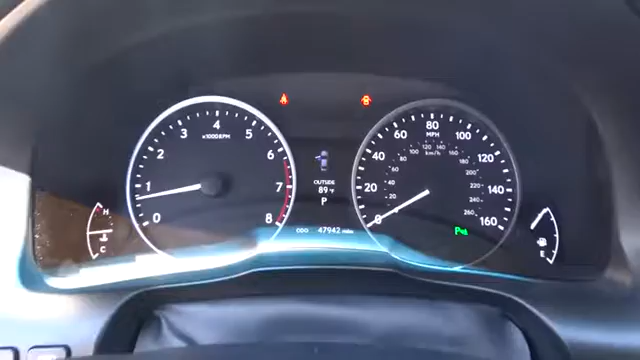 0 1 2 3 4 5 6 7 8
x1000RPM
H
C
OUTSIDE
89°F
P
ODO 47942 miles
0 20 40 60 80 100 120 140 160
MPH
20 40 60 80 100 120 140 160 200 220 240 260
km/h
E